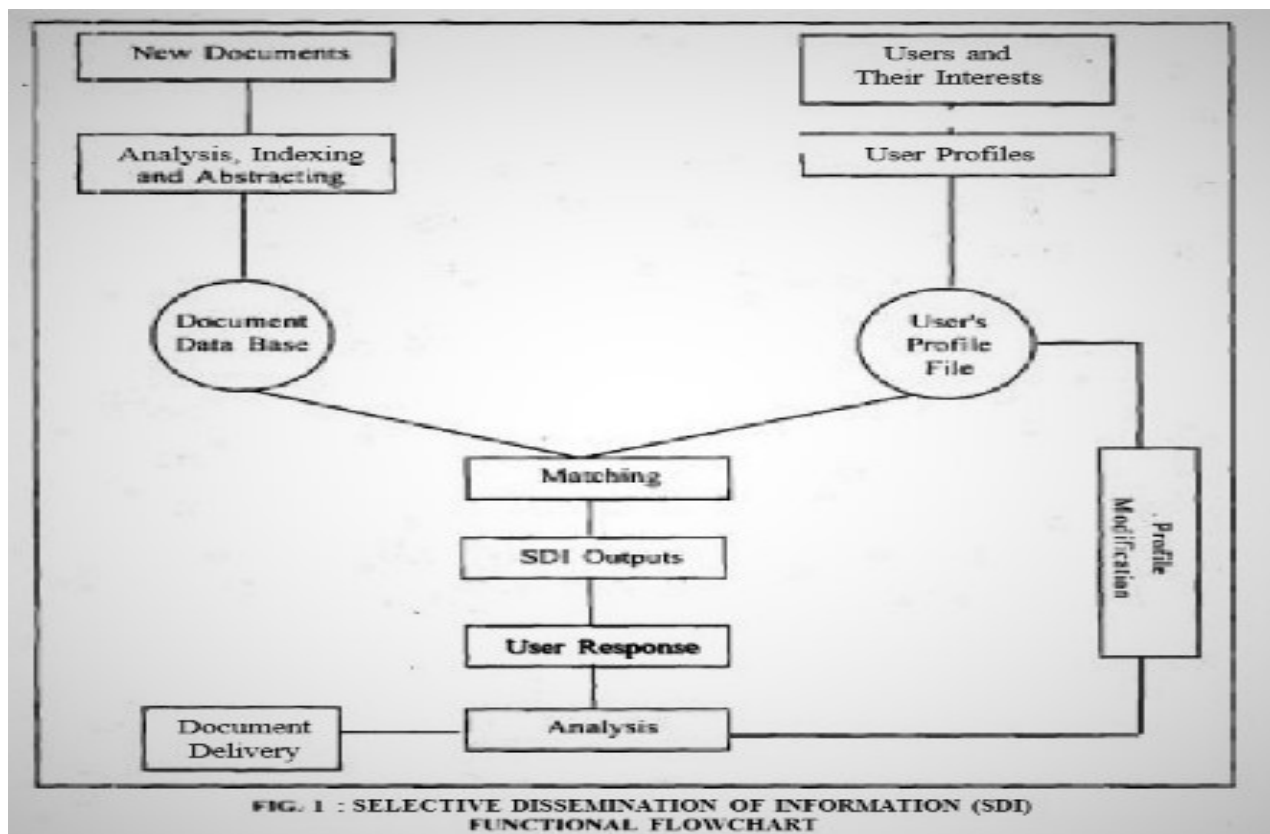 New Documents
Users and
Their Interests
Analysis, Indexing
and Abstracting
User Profiles
Document
Data Base
User's
Profile
File
Matching
SDI Outputs
User Response
Profile
Modification
Analysis
Document
Delivery
FIG. 1 : SELECTIVE DISSEMINATION OF INFORMATION (SDI)
FUNCTIONAL FLOWCHART